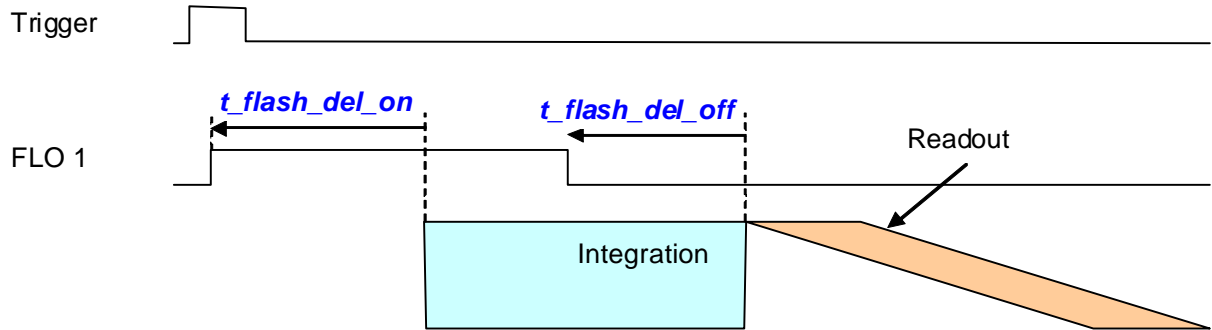 Trigger
t_flash_del_on
t_flash_del_off
FLO 1
Readout
Integration